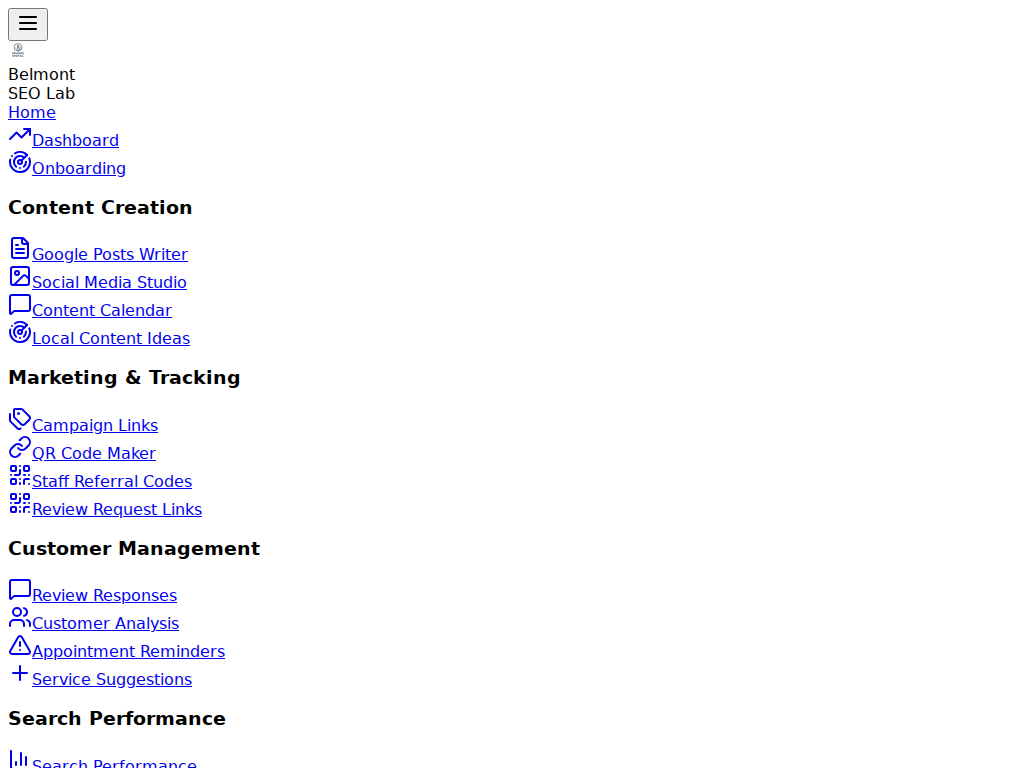 Belmont
SEO Lab
Home
Dashboard
Onboarding
Content Creation
Google Posts Writer
Social Media Studio
Content Calendar
Local Content Ideas
Marketing & Tracking
Campaign Links
QR Code Maker
Staff Referral Codes
Review Request Links
Customer Management
Review Responses
Customer Analysis
Appointment Reminders
Service Suggestions
Search Performance
Search Performance